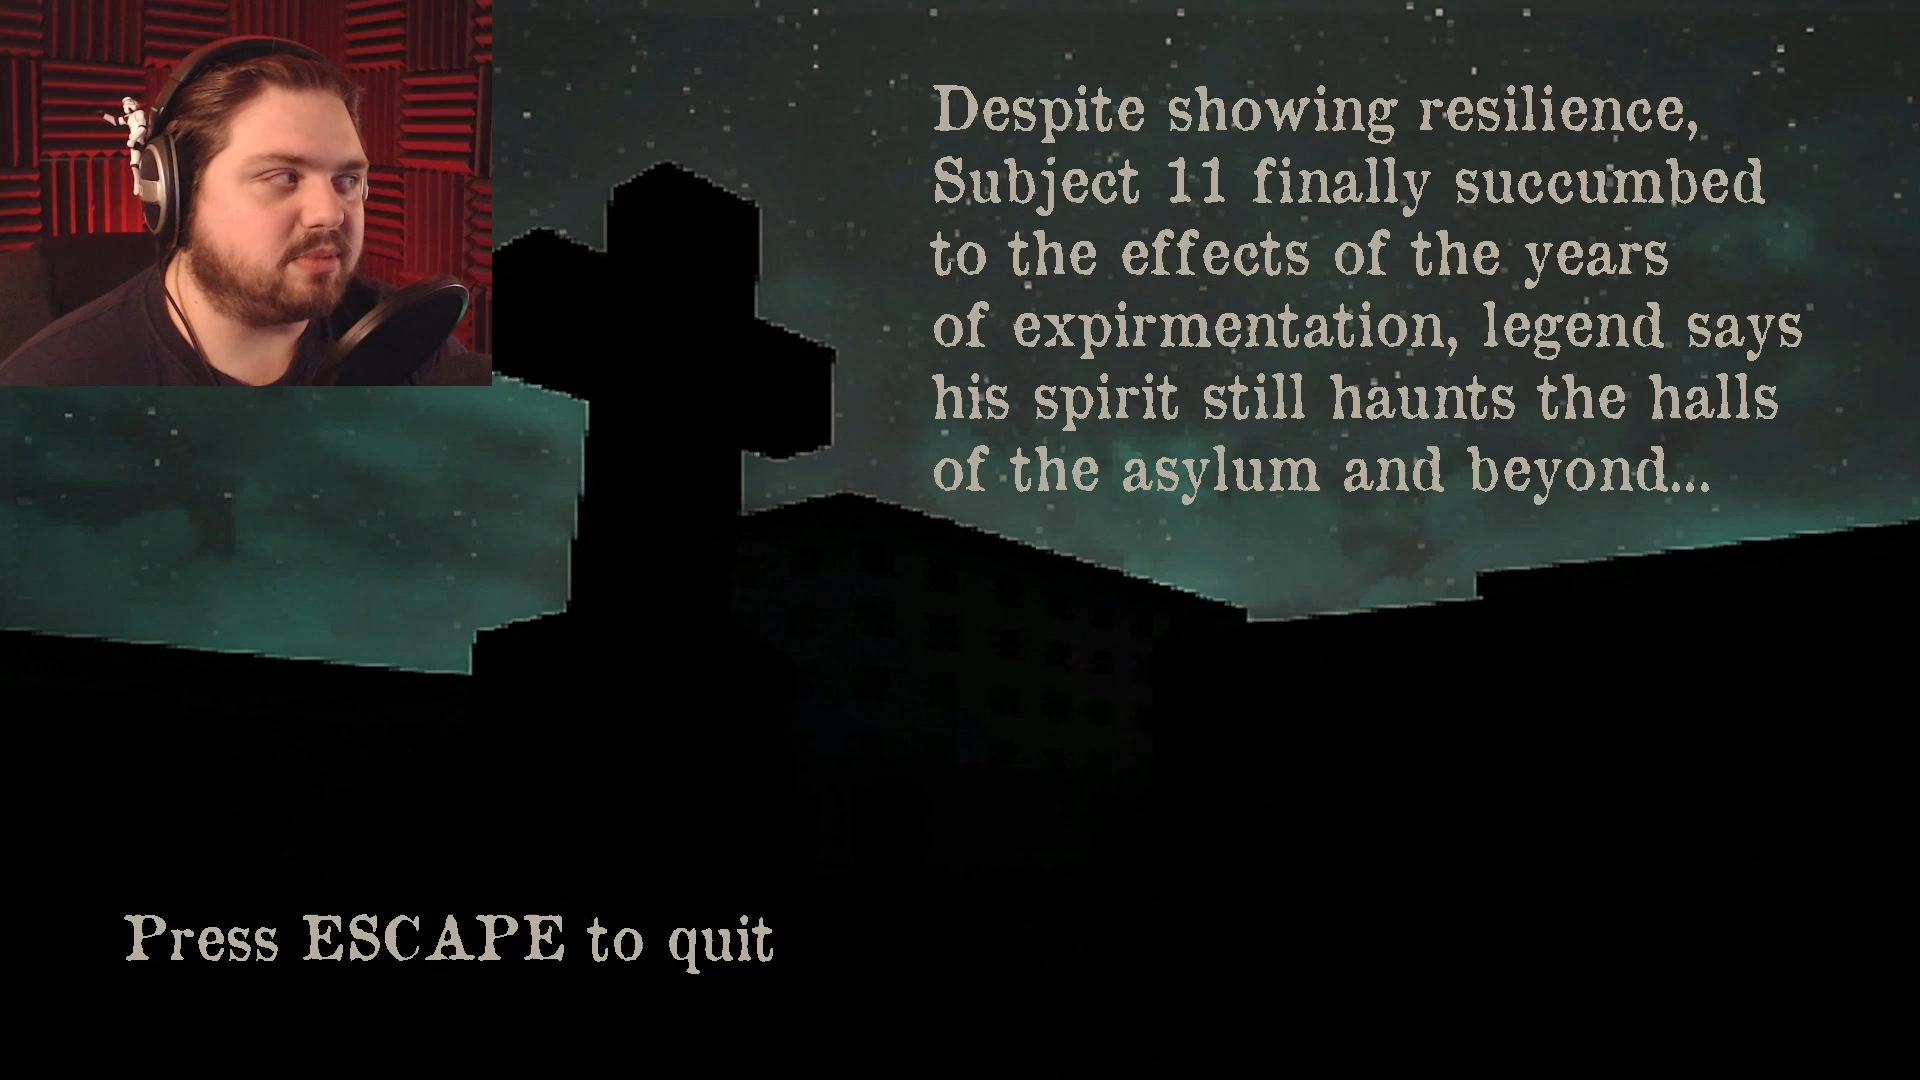 Despite showing resilience,
Subject 11 finally succumbed
to the effects of the years
of expirmentation, legend says
his spirit still haunts the halls
of the asylum and beyond...
Press ESCAPE to quit